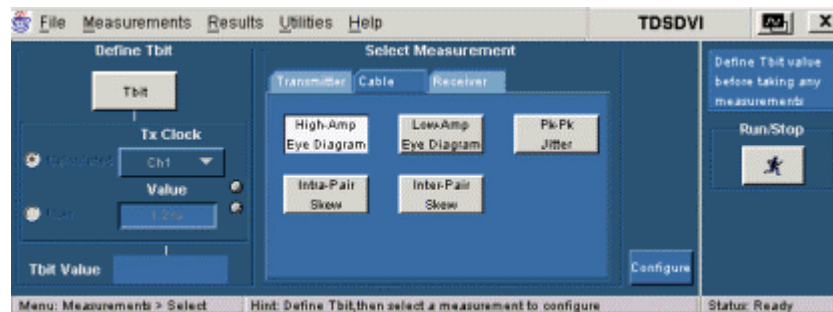 File Measurements Results Utilities Help TDSDVI
Define Tbit
Tbit
Tx Clock
Ch1
Value
Tbit Value
Select Measurement
Transmitter Cable Receiver
High-Amp
Eye Diagram
Low-Amp
Eye Diagram
Pk-Pk
Jitter
Intra-Pair
Skew
Inter-Pair
Skew
Configure
Define Tbit value
before taking any
measurements
Run/Stop
Menu: Measurements > Select
Hint: Define Tbit,then select a measurement to configure
Status: Ready